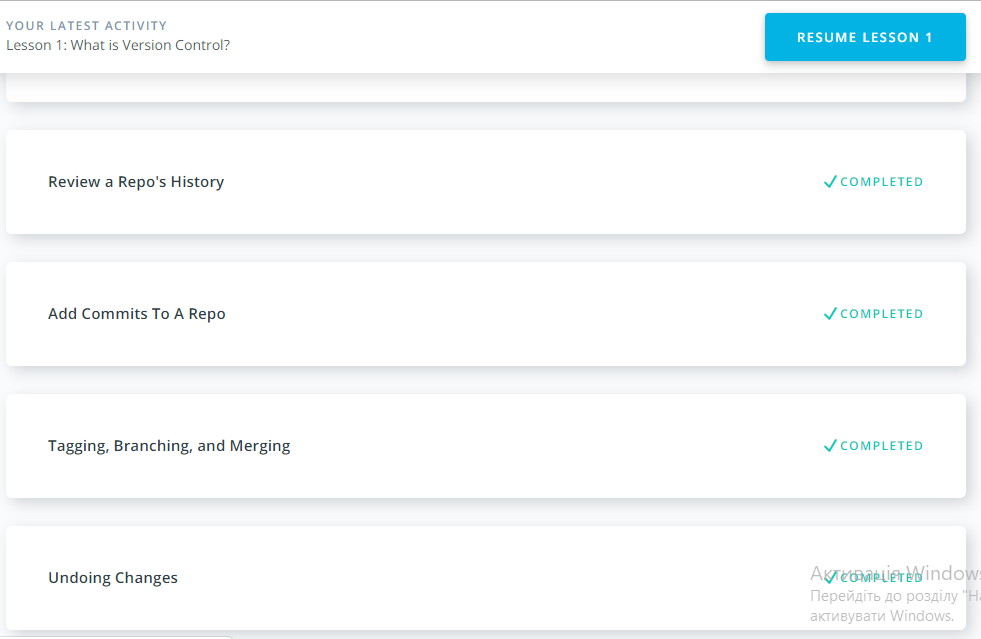 YOUR LATEST ACTIVITY
Lesson 1: What is Version Control?
RESUME LESSON 1
Review a Repo's History
COMPLETED
Add Commits To A Repo
COMPLETED
Tagging, Branching, and Merging
COMPLETED
Undoing Changes
COMPLETED
Активація Windows
Перейдіть до розділу "На
активувати Windows.